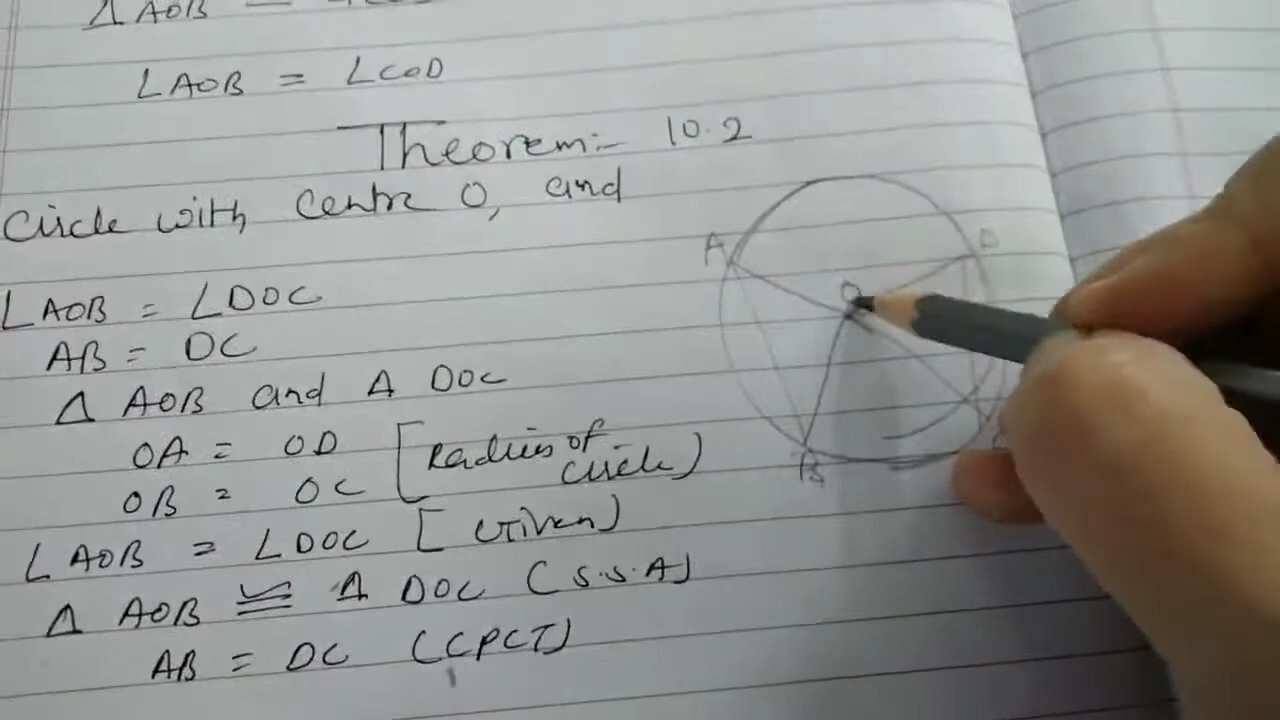 Δ AOB
∠AOB = ∠COD
Theorem:- 10.2
Circle with Centre O, and
∠AOB = ∠DOC
AB = DC
Δ AOB and Δ DOC
OA = OD [Radius of
circle)
OB = OC
∠AOB = ∠DOC [Given)
Δ AOB ≅ Δ DOC (S.S.A)
AB = DC (CPCT)
A
D
O
B